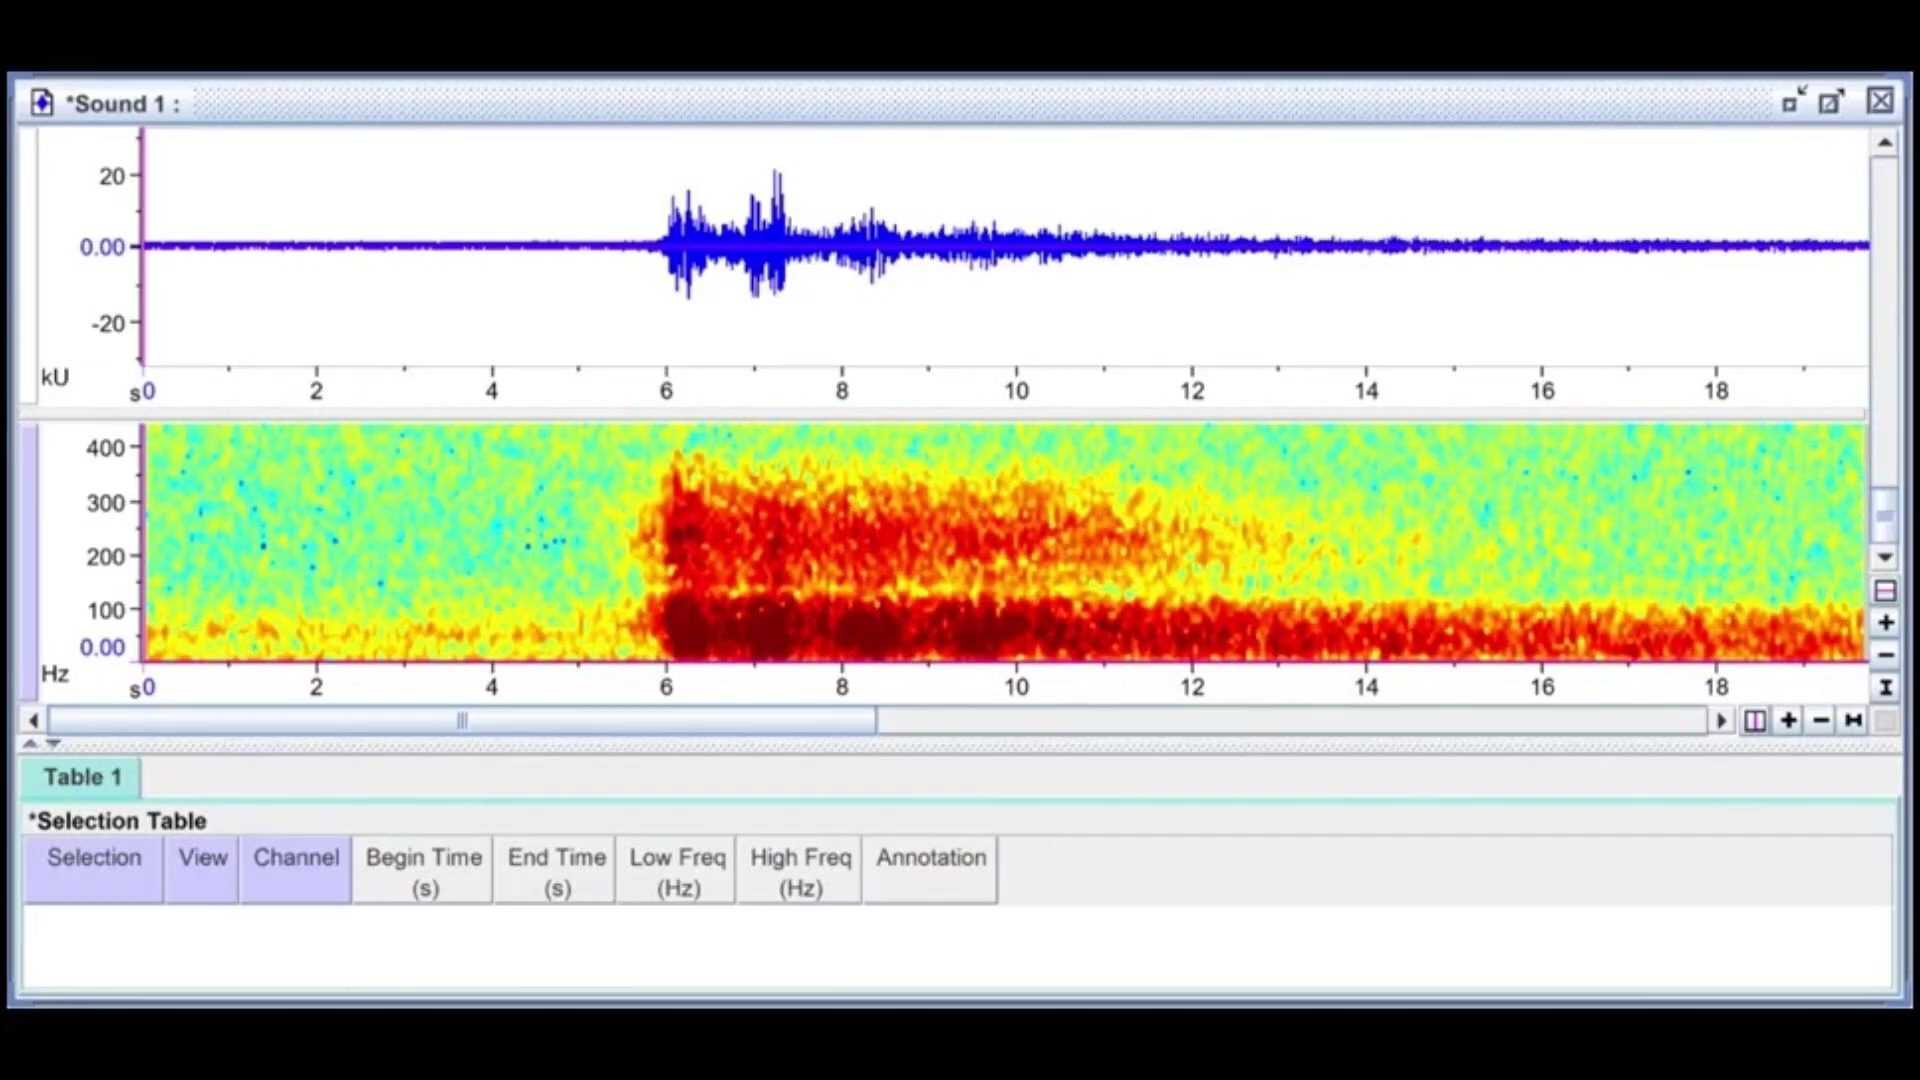 *Sound 1 :
20
0.00
-20
kU
s0 2 4 6 8 10 12 14 16 18
400
300
200
100
0.00
Hz
s0 2 4 6 8 10 12 14 16 18
Table 1
*Selection Table
Selection View Channel Begin Time (s) End Time (s) Low Freq (Hz) High Freq (Hz) Annotation